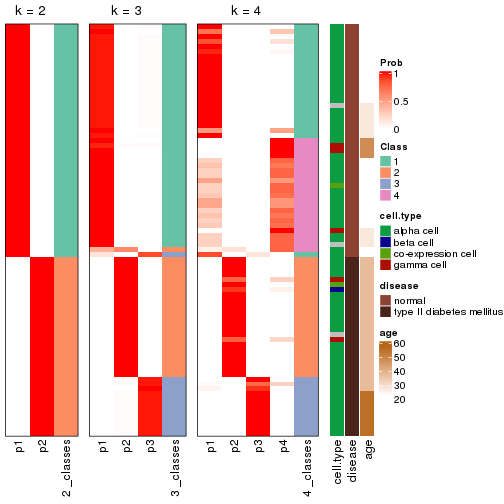 k = 2
k = 3
k = 4
p1
p2
2_classes
p1
p2
p3
3_classes
p1
p2
p3
p4
4_classes
cell.type
disease
age
Prob
1
0.5
0
Class
1
2
3
4
cell.type
alpha cell
beta cell
co-expression cell
gamma cell
disease
normal
type II diabetes mellitus
age
60
50
40
30
20